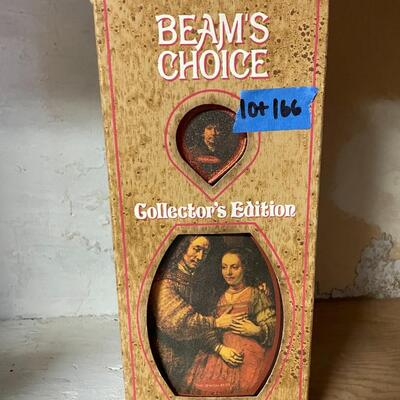 BEAM'S
CHOICE
lot 166
Collector's Edition